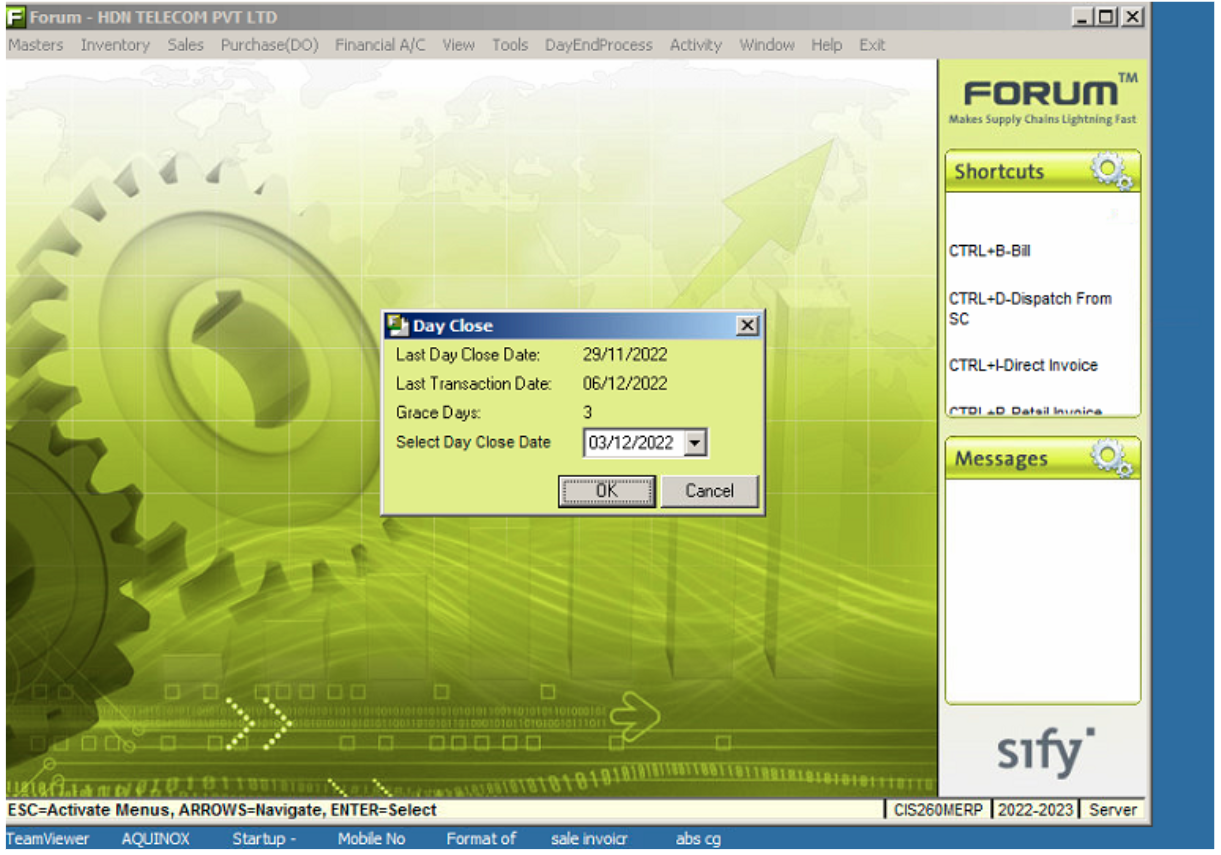 Forum - HDN TELECOM PVT LTD
Masters Inventory Sales Purchase(DO) Financial A/C View Tools DayEndProcess Activity Window Help Exit
FORUM™
Makes Supply Chains Lightning Fast
Shortcuts
CTRL+B-Bill
CTRL+D-Dispatch From
SC
CTRL+I-Direct Invoice
CTRL+R-Retail Invoice
Day Close
Last Day Close Date: 29/11/2022
Last Transaction Date: 06/12/2022
Grace Days: 3
Select Day Close Date 03/12/2022
OK Cancel
Messages
sify
ESC=Activate Menus, ARROWS=Navigate, ENTER=Select CIS260MERP 2022-2023 Server
TeamViewer AQUINOX Startup - Mobile No Format of sale invoicr abs cg